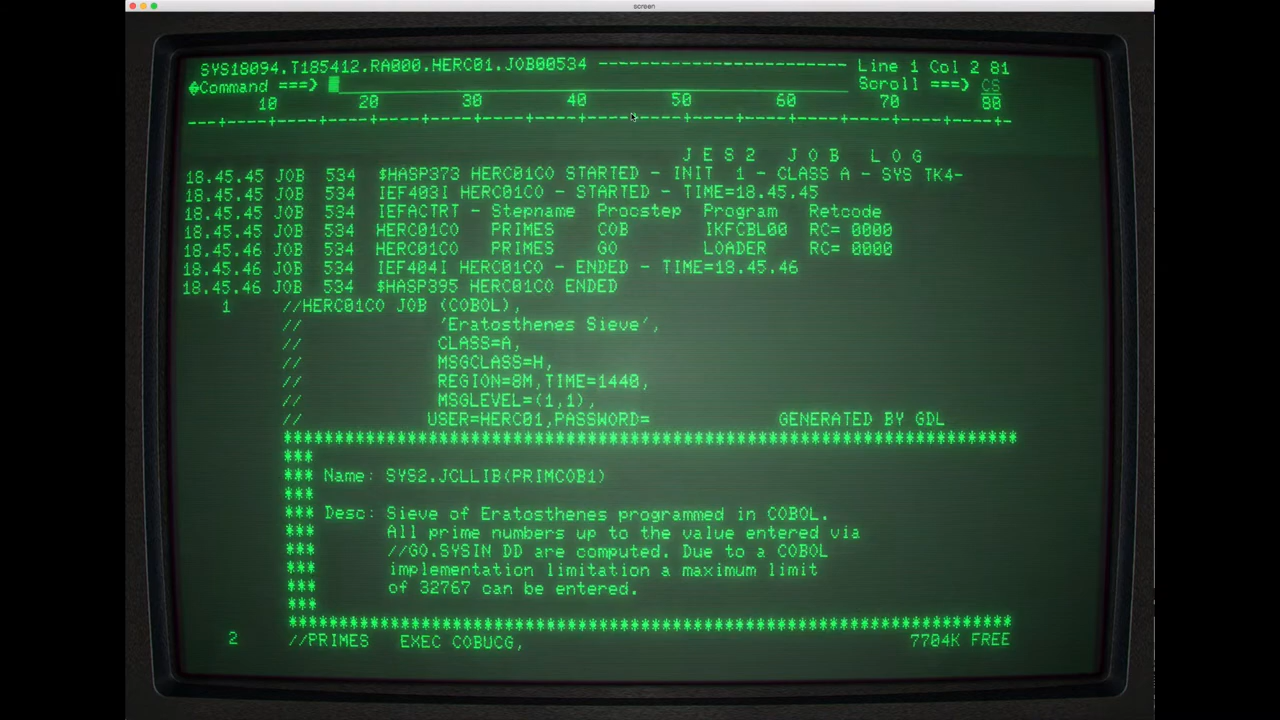 screen
SYS18094.T185412.RA000.HERC01.JOB00534 ------------------------ Line 1 Col 2 81
Command ===> Scroll ===> CS
10 20 30 40 50 60 70 80
---+----+----+----+----+----+----+----+----+----+----+----+----+----+----+----+-
J E S 2 J O B L O G
18.45.45 JOB 534 $HASP373 HERC01CO STARTED - INIT 1 - CLASS A - SYS TK4-
18.45.45 JOB 534 IEF403I HERC01CO - STARTED - TIME=18.45.45
18.45.45 JOB 534 IEFACTRT - Stepname Procstep Program Retcode
18.45.45 JOB 534 HERC01CO PRIMES COB IKFCBL00 RC= 0000
18.45.46 JOB 534 HERC01CO PRIMES GO LOADER RC= 0000
18.45.46 JOB 534 IEF404I HERC01CO - ENDED - TIME=18.45.46
18.45.46 JOB 534 $HASP395 HERC01CO ENDED
1 //HERC01CO JOB (COBOL),
// 'Eratosthenes Sieve',
// CLASS=A,
// MSGCLASS=H,
// REGION=8M,TIME=1440,
// MSGLEVEL=(1,1),
// USER=HERC01,PASSWORD= GENERATED BY GDL
***********************************************************************
***
*** Name: SYS2.JCLLIB(PRIMCOB1)
***
*** Desc: Sieve of Eratosthenes programmed in COBOL.
*** All prime numbers up to the value entered via
*** //GO.SYSIN DD are computed. Due to a COBOL
*** implementation limitation a maximum limit
*** of 32767 can be entered.
***
***********************************************************************
2 //PRIMES EXEC COBUCG, 7704K FREE